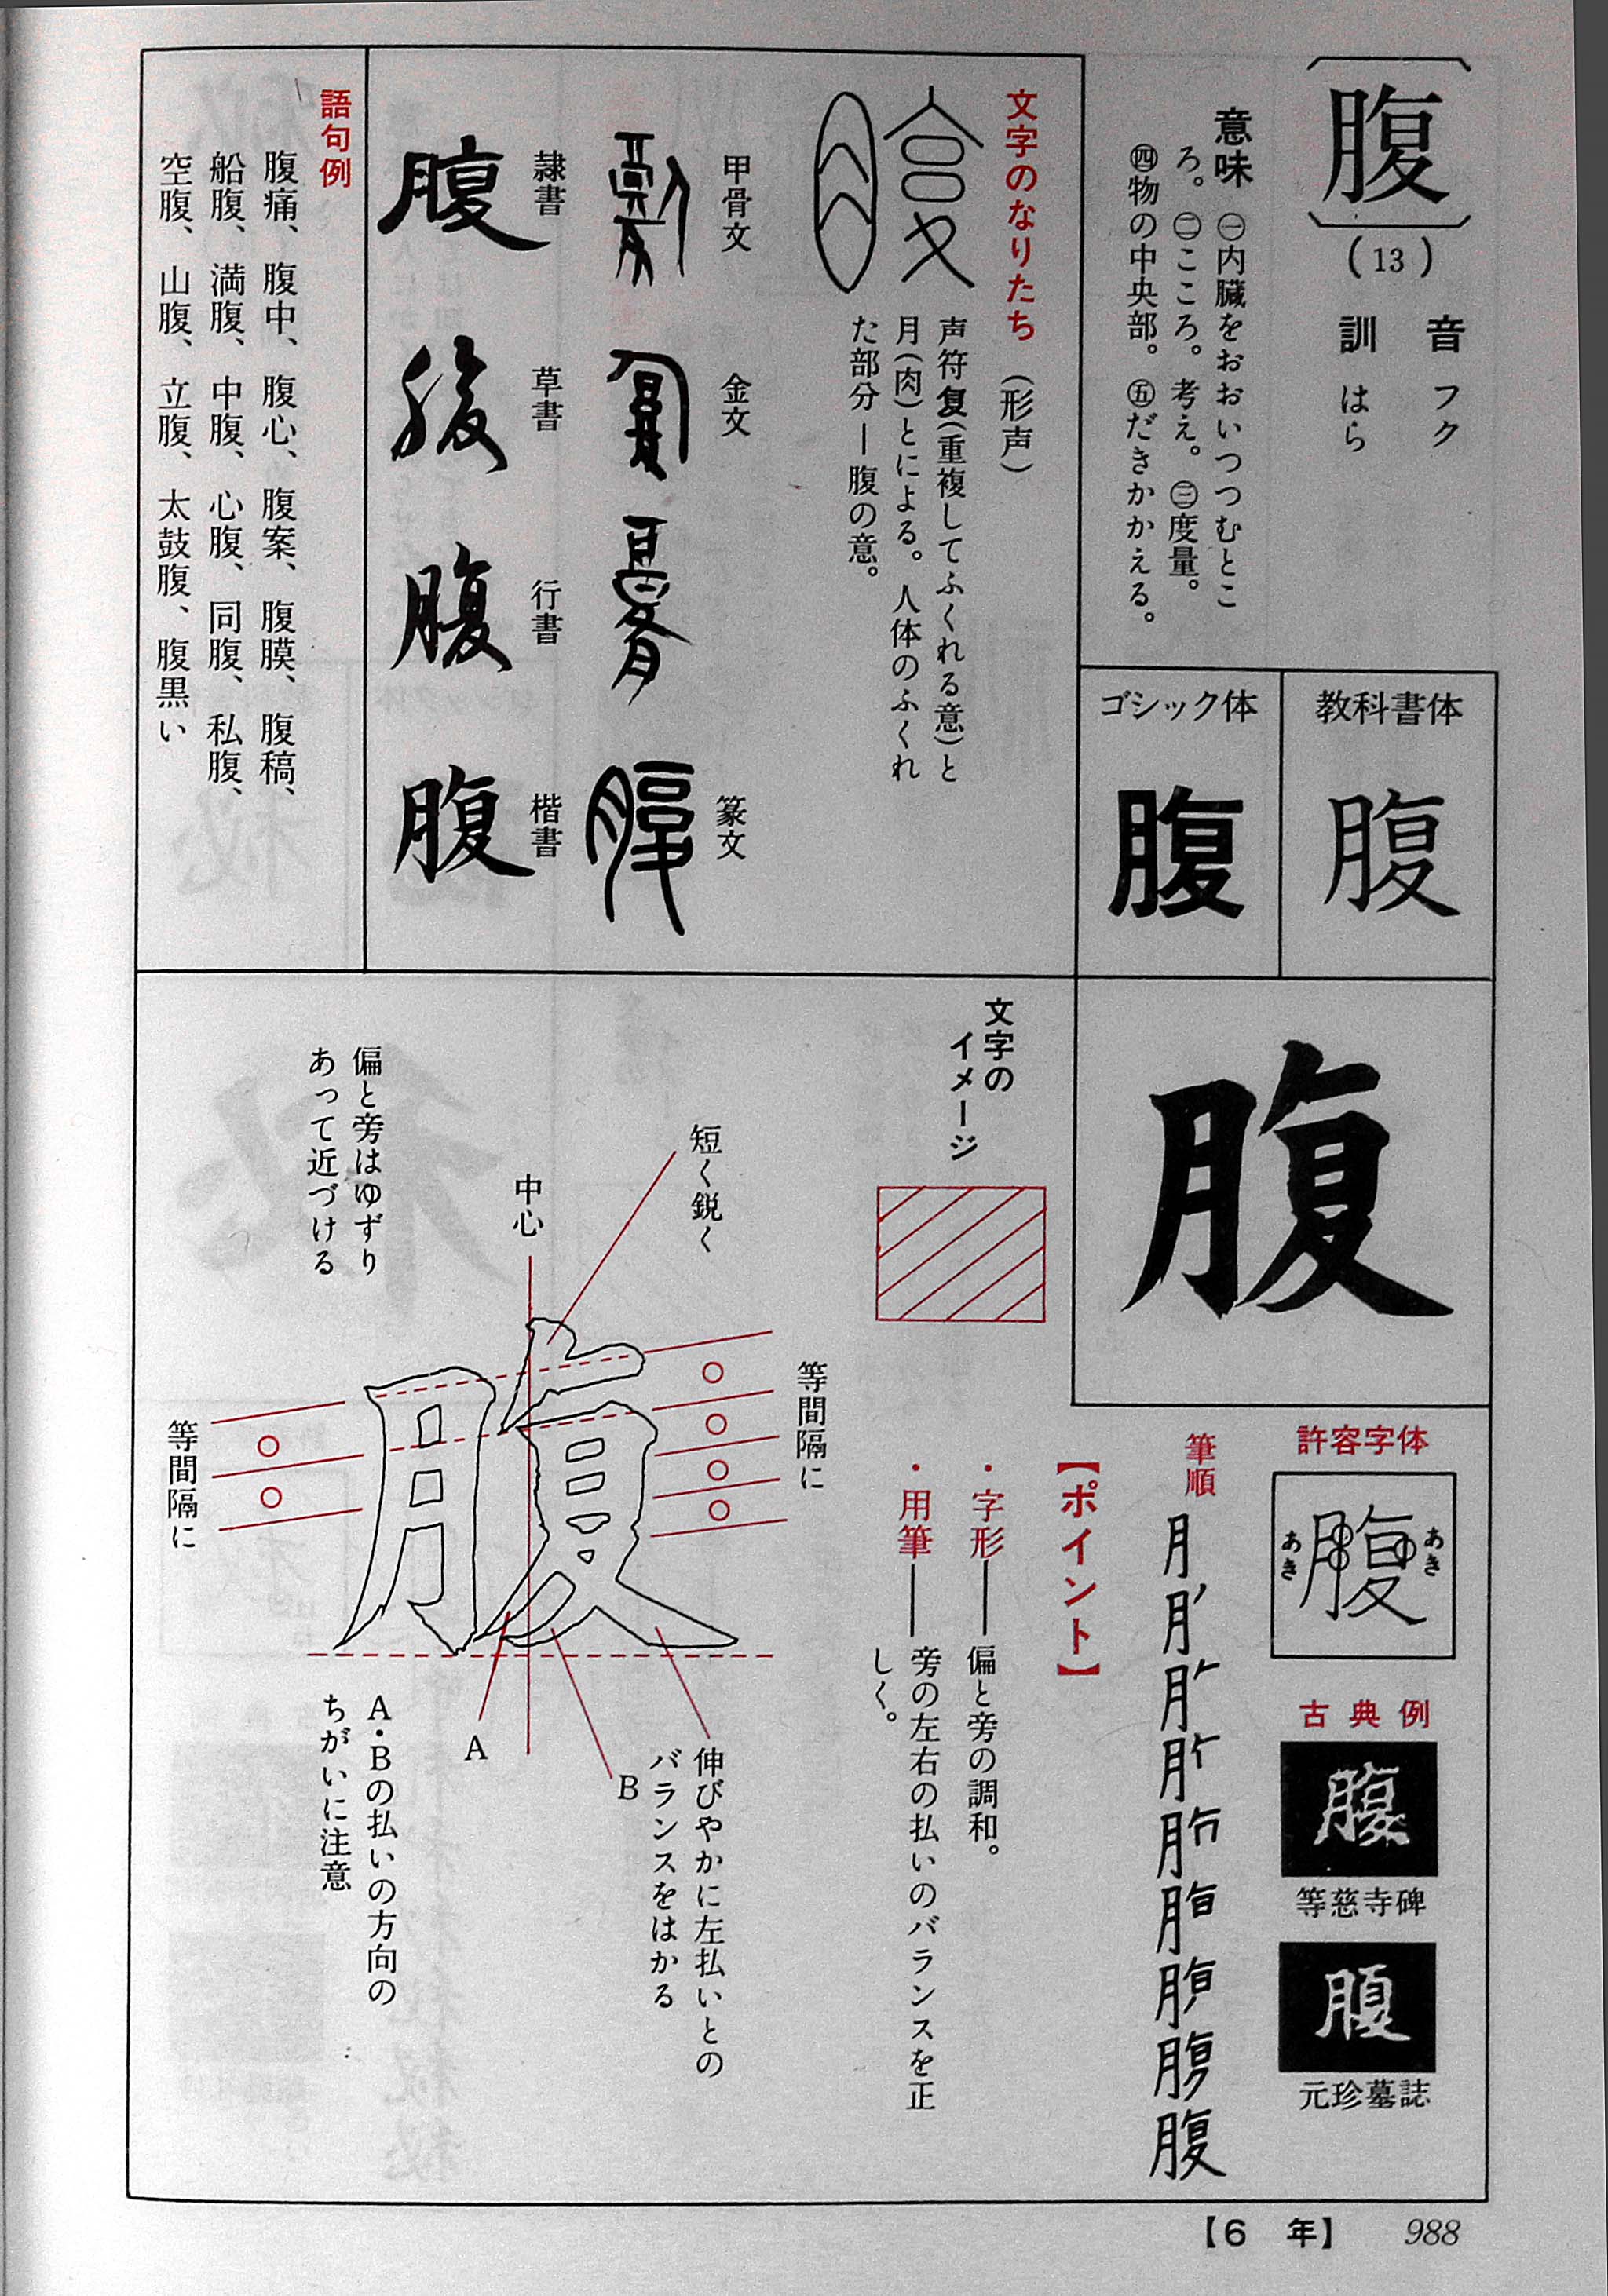 腹
(13)
音 フク
訓 はら
意味 ㊀内臓をおおいつつむとこ
ろ。㊁こころ。考え。㊂度量。
㊃物の中央部。㊄だきかかえる。
教科書体
腹
ゴシック体
腹
文字のなりたち (形声)
声符复(重複してふくれる意)と
月(肉)とによる。人体のふくれ
た部分―腹の意。
甲骨文
金文
篆文
隷書
腹
草書
腹
行書
腹
楷書
腹
語句例
腹痛、腹中、腹心、腹案、腹膜、腹稿、
船腹、満腹、中腹、心腹、同腹、私腹、
空腹、山腹、立腹、太鼓腹、腹黒い
腹
許容字体
腹
あき
あき
古典例
腹
等慈寺碑
腹
元珍墓誌
筆順
腹
【ポイント】
・字形――偏と旁の調和。
・用筆――旁の左右の払いのバランスを正
しく。
文字の
イメージ
短く鋭く
中心
偏と旁はゆずり
あって近づける
等間隔に
等間隔に
腹
A
B
伸びやかに左払いとの
バランスをはかる
A・Bの払いの方向の
ちがいに注意
【6 年】 988